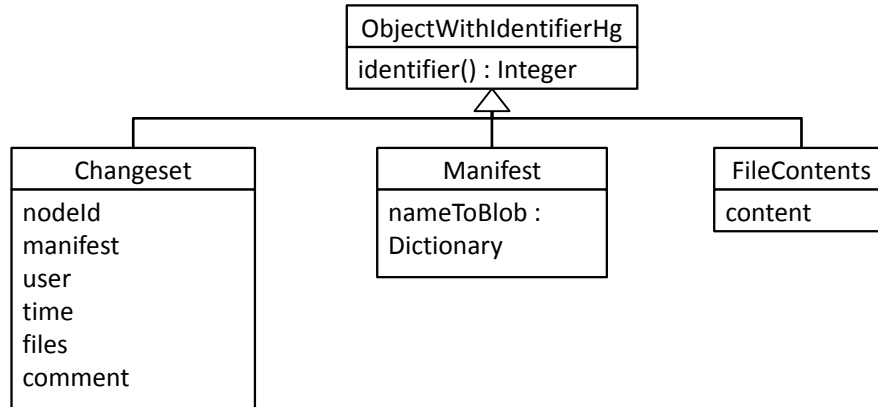 ObjectWithIdentifierHg
identifier() : Integer
Changeset
nodeId
manifest
user
time
files
comment
Manifest
nameToBlob :
Dictionary
FileContents
content